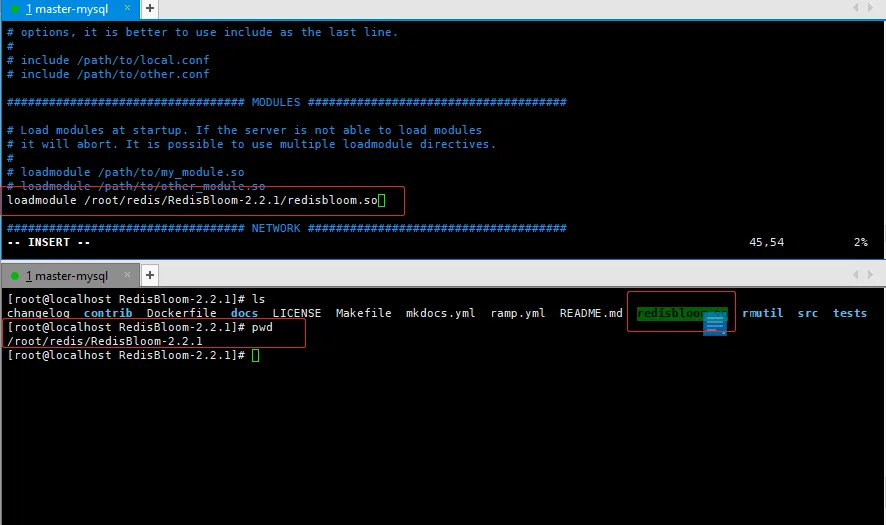 1 master-mysql × +
# options, it is better to use include as the last line.
#
# include /path/to/local.conf
# include /path/to/other.conf
################################## MODULES #####################################
# Load modules at startup. If the server is not able to load modules
# it will abort. It is possible to use multiple loadmodule directives.
#
# loadmodule /path/to/my_module.so
# loadmodule /path/to/other_module.so
loadmodule /root/redis/RedisBloom-2.2.1/redisbloom.so
################################## NETWORK #####################################
-- INSERT -- 45,54 2%
1 master-mysql × +
[root@localhost RedisBloom-2.2.1]# ls
changelog contrib Dockerfile docs LICENSE Makefile mkdocs.yml ramp.yml README.md redisbloom.so rmutil src tests
[root@localhost RedisBloom-2.2.1]# pwd
/root/redis/RedisBloom-2.2.1
[root@localhost RedisBloom-2.2.1]#